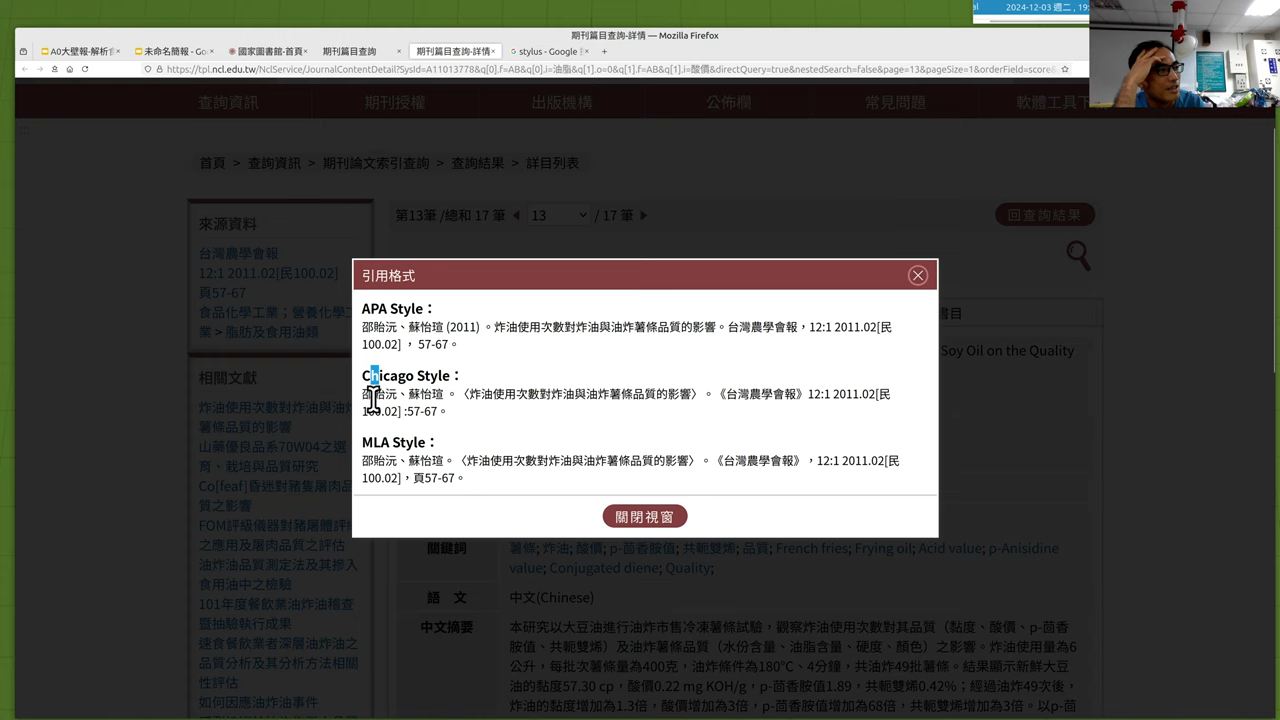 2024-12-03 週二 , 19:
期刊篇目查詢-詳情 — Mozilla Firefox
A0大壁報-解析
未命名簡報 - Go
國家圖書館-首頁
期刊篇目查詢 ×
期刊篇目查詢-詳情 ×
stylus - Google
+
https://tpl.ncl.edu.tw/NclService/JournalContentDetail?SysId=A11013778&q[0].f=AB&q[0].i=油脂&q[1].o=0&q[1].f=AB&q[1].i=酸價&directQuery=true&nestedSearch=false&page=13&pageSize=1&orderField=score
查詢資訊 期刊授權 出版機構 公佈欄 常見問題 軟體工具下
首頁 > 查詢資訊 > 期刊論文索引查詢 > 查詢結果 > 詳目列表
來源資料
台灣農學會報
12:1 2011.02[民100.02]
頁57-67
食品化學工業；營養化學工
業 > 脂肪及食用油類
相關文獻
炸油使用次數對炸油與油炸
薯條品質的影響
山藥優良品系70W04之選
育、栽培與品質研究
Co[feaf]昏迷對豬隻屠肉品
質之影響
FOM評級儀器對豬屠體評
之應用及屠肉品質之評估
油炸油品質測定法及其摻入
食用油中之檢驗
101年度餐飲業油炸油稽查
暨抽驗執行成果
速食餐飲業者深層油炸油之
品質分析及其分析方法相關
性評估
如何因應油炸油事件
第13筆 /總和 17 筆 13 / 17 筆
回查詢結果
書目
Soy Oil on the Quality
引用格式
APA Style：
邵貽沅、蘇怡瑄 (2011) 。炸油使用次數對炸油與油炸薯條品質的影響。台灣農學會報，12:1 2011.02[民
100.02] ， 57-67。
Chicago Style：
邵貽沅、蘇怡瑄 。〈炸油使用次數對炸油與油炸薯條品質的影響〉。《台灣農學會報》12:1 2011.02[民
100.02] :57-67。
MLA Style：
邵貽沅、蘇怡瑄。〈炸油使用次數對炸油與油炸薯條品質的影響〉。《台灣農學會報》，12:1 2011.02[民
100.02]，頁57-67。
關閉視窗
關鍵詞 薯條; 炸油; 酸價; p-茴香胺值; 共軛雙烯; 品質; French fries; Frying oil; Acid value; p-Anisidine
value; Conjugated diene; Quality;
語 文 中文(Chinese)
中文摘要 本研究以大豆油進行油炸市售冷凍薯條試驗，觀察炸油使用次數對其品質（黏度、酸價、p-茴
香胺值、共軛雙烯）及油炸薯條品質（水份含量、油脂含量、硬度、顏色）之影響。炸油使用量為6
公升，每批次薯條量為400克，油炸條件為180°C、4分鐘，共油炸49批薯條。結果顯示新鮮大豆
油的黏度57.30 cp，酸價0.22 mg KOH/g，p-茴香胺值1.89，共軛雙烯0.42%；經過油炸49次後，
炸油的黏度增加為1.3倍，酸價增加為3倍，p-茴香胺值增加為68倍，共軛雙烯增加為3倍。以p-茴